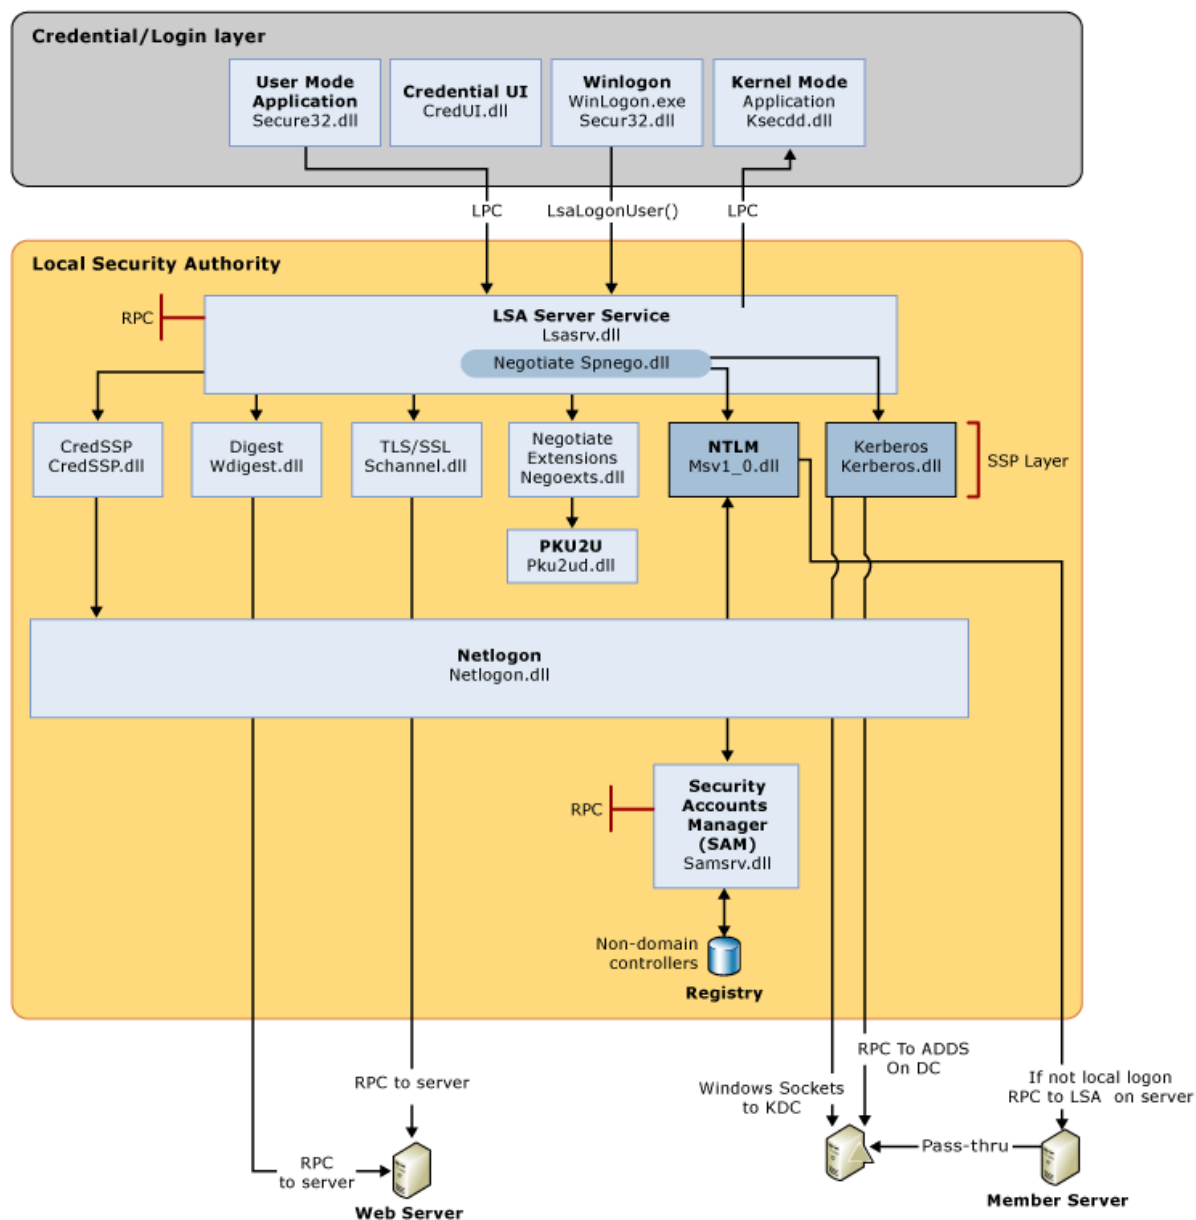 Credential/Login layer
User Mode
Application
Secure32.dll
Credential UI
CredUI.dll
Winlogon
WinLogon.exe
Secur32.dll
Kernel Mode
Application
Ksecdd.dll
LPC
LsaLogonUser()
LPC
Local Security Authority
RPC
LSA Server Service
Lsasrv.dll
Negotiate Spnego.dll
CredSSP
CredSSP.dll
Digest
Wdigest.dll
TLS/SSL
Schannel.dll
Negotiate
Extensions
Negoexts.dll
NTLM
Msv1_0.dll
Kerberos
Kerberos.dll
SSP Layer
PKU2U
Pku2ud.dll
Netlogon
Netlogon.dll
RPC
Security
Accounts
Manager
(SAM)
Samsrv.dll
Non-domain
controllers
Registry
RPC to server
Windows Sockets
to KDC
RPC To ADDS
On DC
If not local logon
RPC to LSA on server
RPC
to server
Web Server
Pass-thru
Member Server